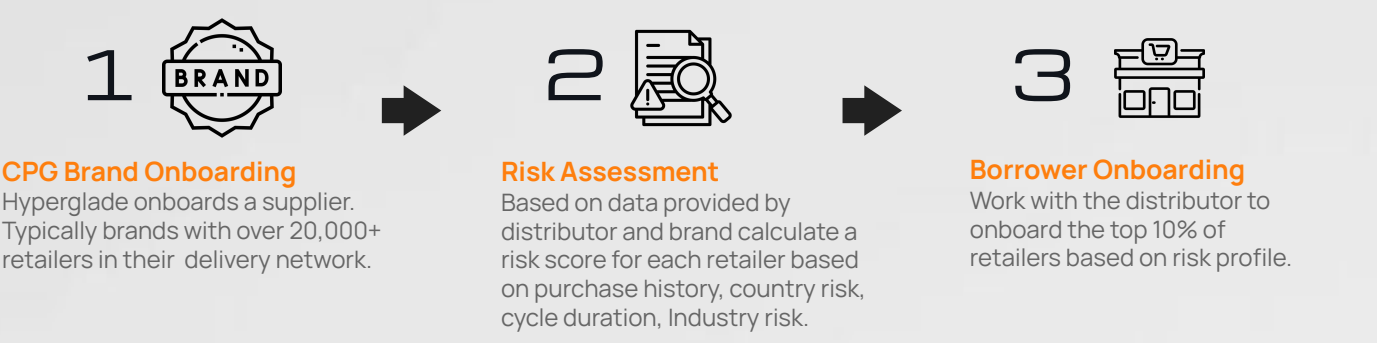 1
BRAND
CPG Brand Onboarding
Hyperglade onboards a supplier.
Typically brands with over 20,000+
retailers in their delivery network.
2
Risk Assessment
Based on data provided by
distributor and brand calculate a
risk score for each retailer based
on purchase history, country risk,
cycle duration, Industry risk.
3
Borrower Onboarding
Work with the distributor to
onboard the top 10% of
retailers based on risk profile.